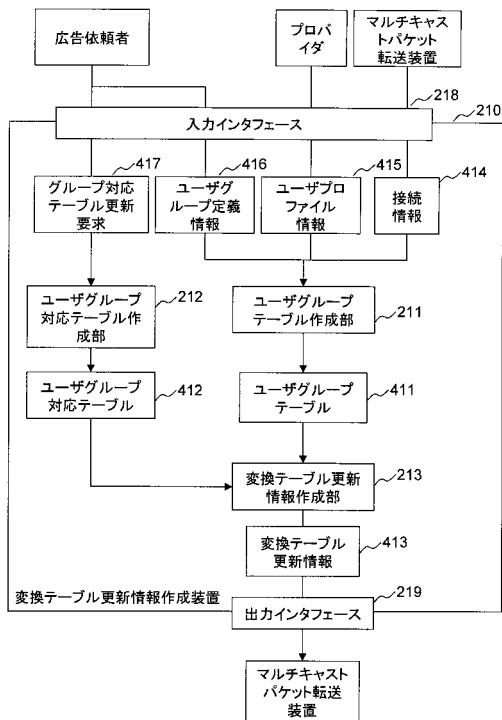 広告依頼者
プロバ
イダ
マルチキャス
トパケット
転送装置
218
210
入力インタフェース
417
416
415
414
グループ対応
テーブル更新
要求
ユーザグ
ループ定義
情報
ユーザプロ
ファイル情
報
接続
情報
212
ユーザグループ
対応テーブル作
成部
ユーザグループ
テーブル作成部
211
ユーザグループ
対応テーブル
412
ユーザグループ
テーブル
411
変換テーブル更新
情報作成部
213
変換テーブル
更新情報
413
変換テーブル更新情報作成装置
219
出力インタフェース
マルチキャスト
パケット転送
装置